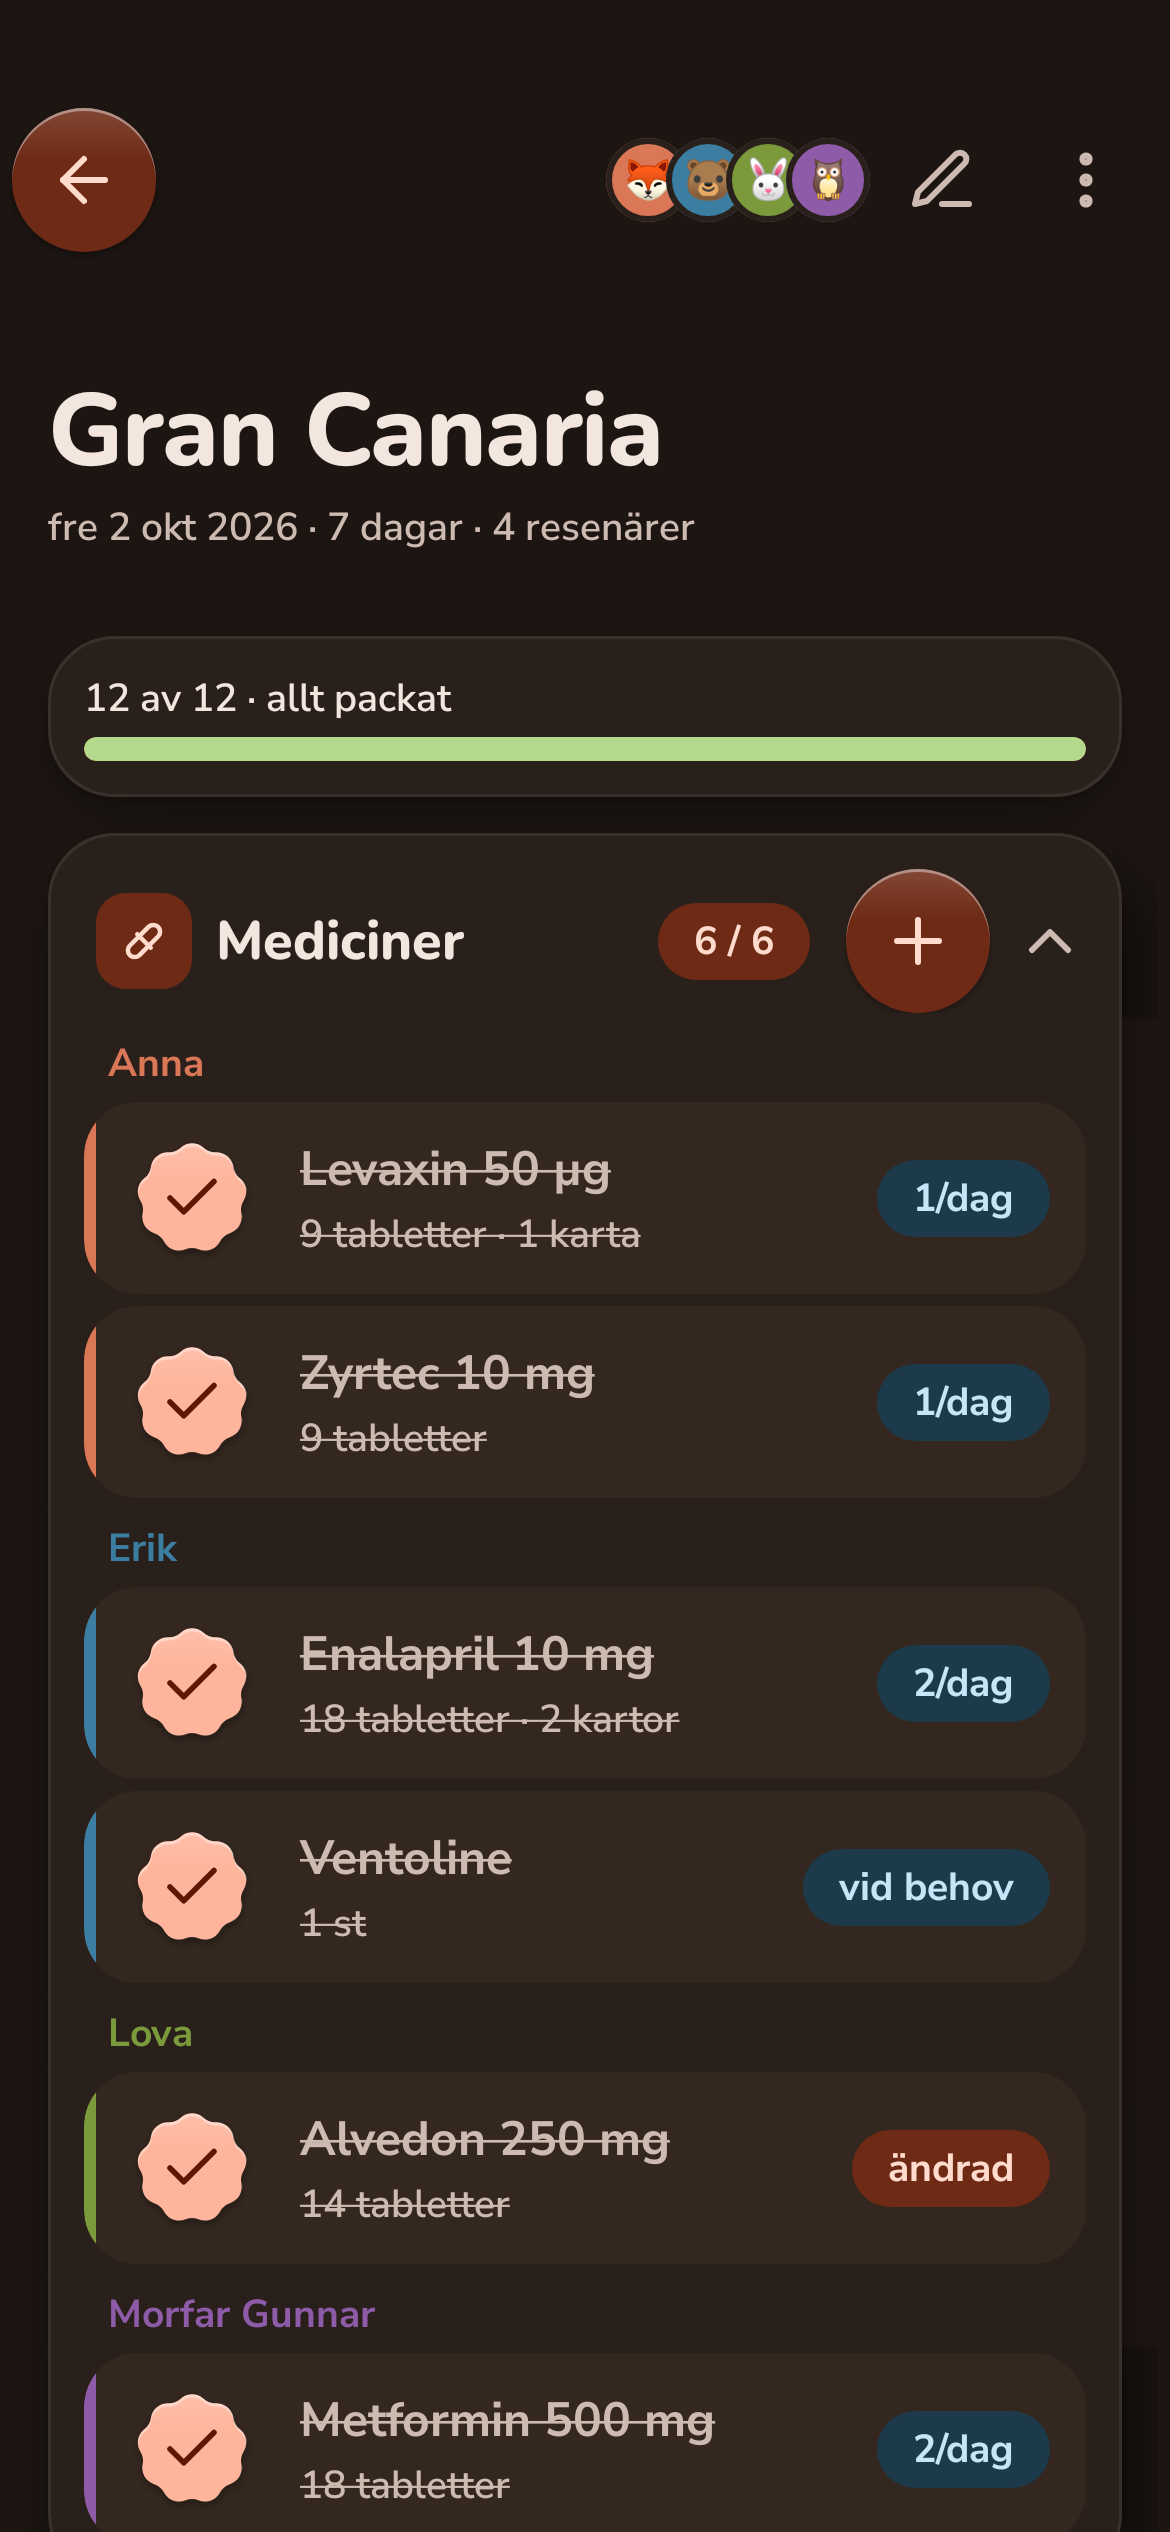 Gran Canaria
fre 2 okt 2026 · 7 dagar · 4 resenärer
12 av 12 · allt packat
Mediciner
6 / 6
Anna
Levaxin 50 µg
9 tabletter · 1 karta
1/dag
Zyrtec 10 mg
9 tabletter
1/dag
Erik
Enalapril 10 mg
18 tabletter · 2 kartor
2/dag
Ventoline
1 st
vid behov
Lova
Alvedon 250 mg
14 tabletter
ändrad
Morfar Gunnar
Metformin 500 mg
18 tabletter
2/dag